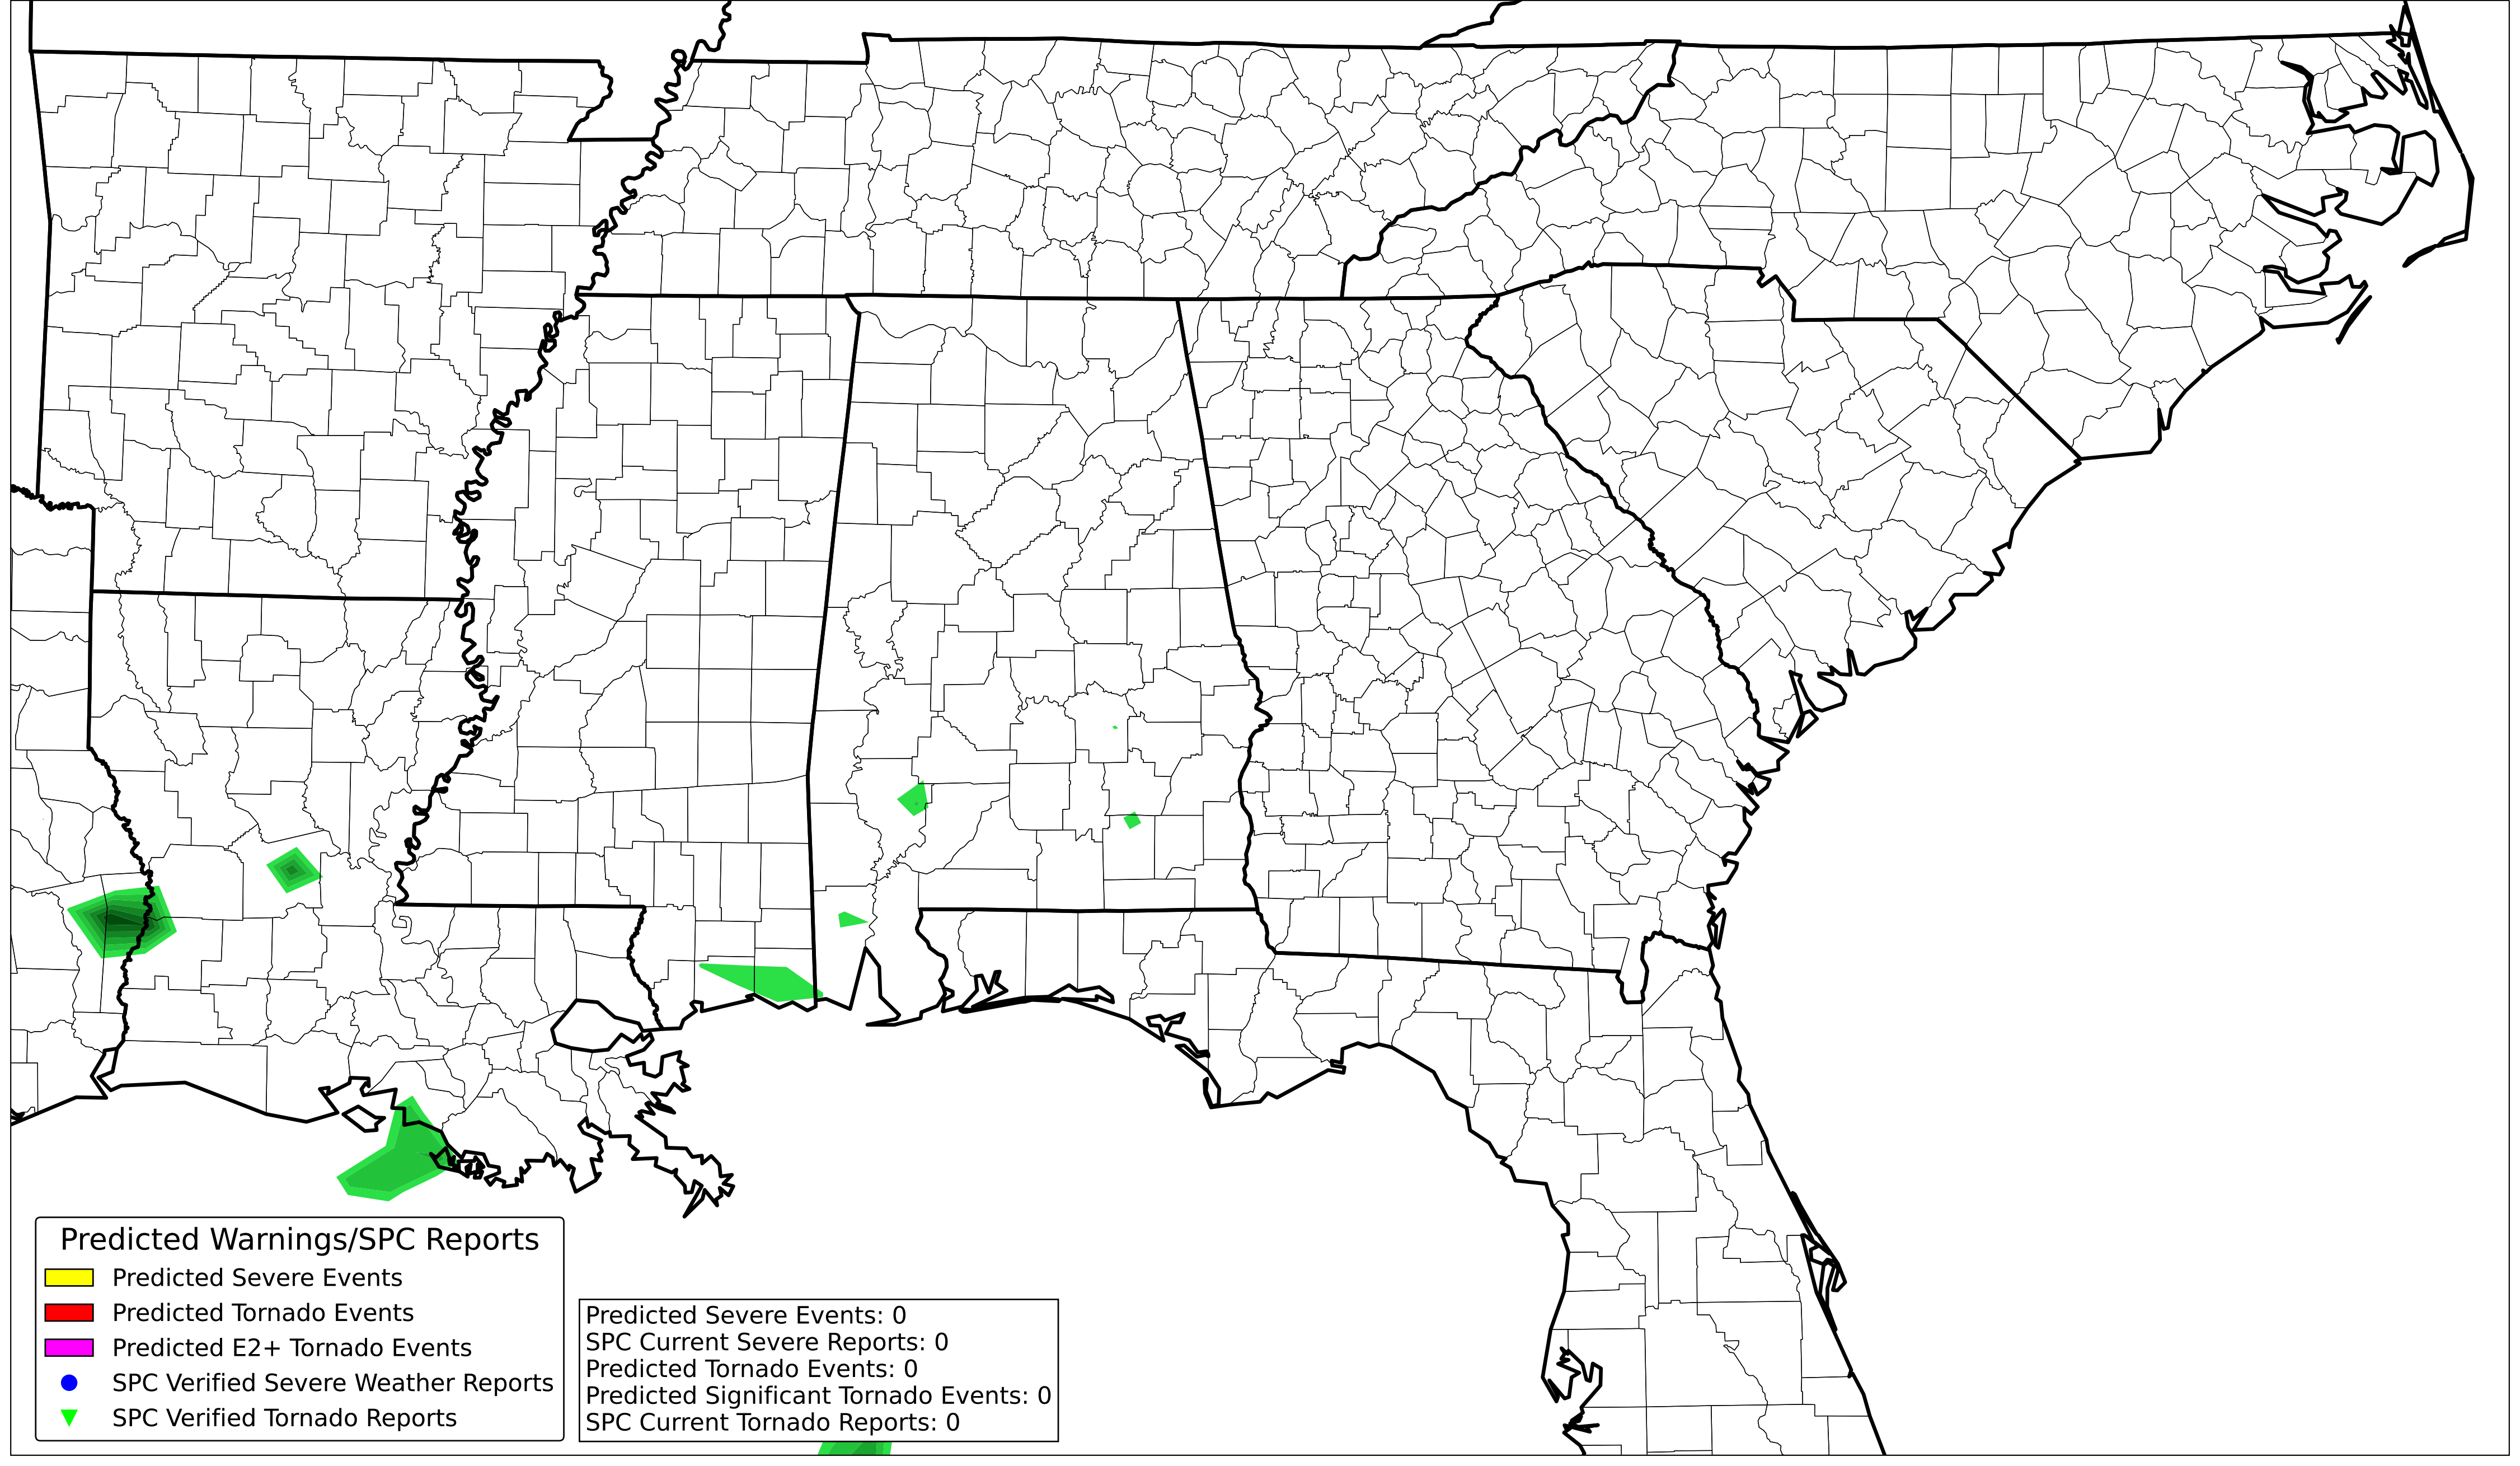 Predicted Warnings/SPC Reports
Predicted Severe Events
Predicted Tornado Events
Predicted E2+ Tornado Events
SPC Verified Severe Weather Reports
SPC Verified Tornado Reports
Predicted Severe Events: 0
SPC Current Severe Reports: 0
Predicted Tornado Events: 0
Predicted Significant Tornado Events: 0
SPC Current Tornado Reports: 0